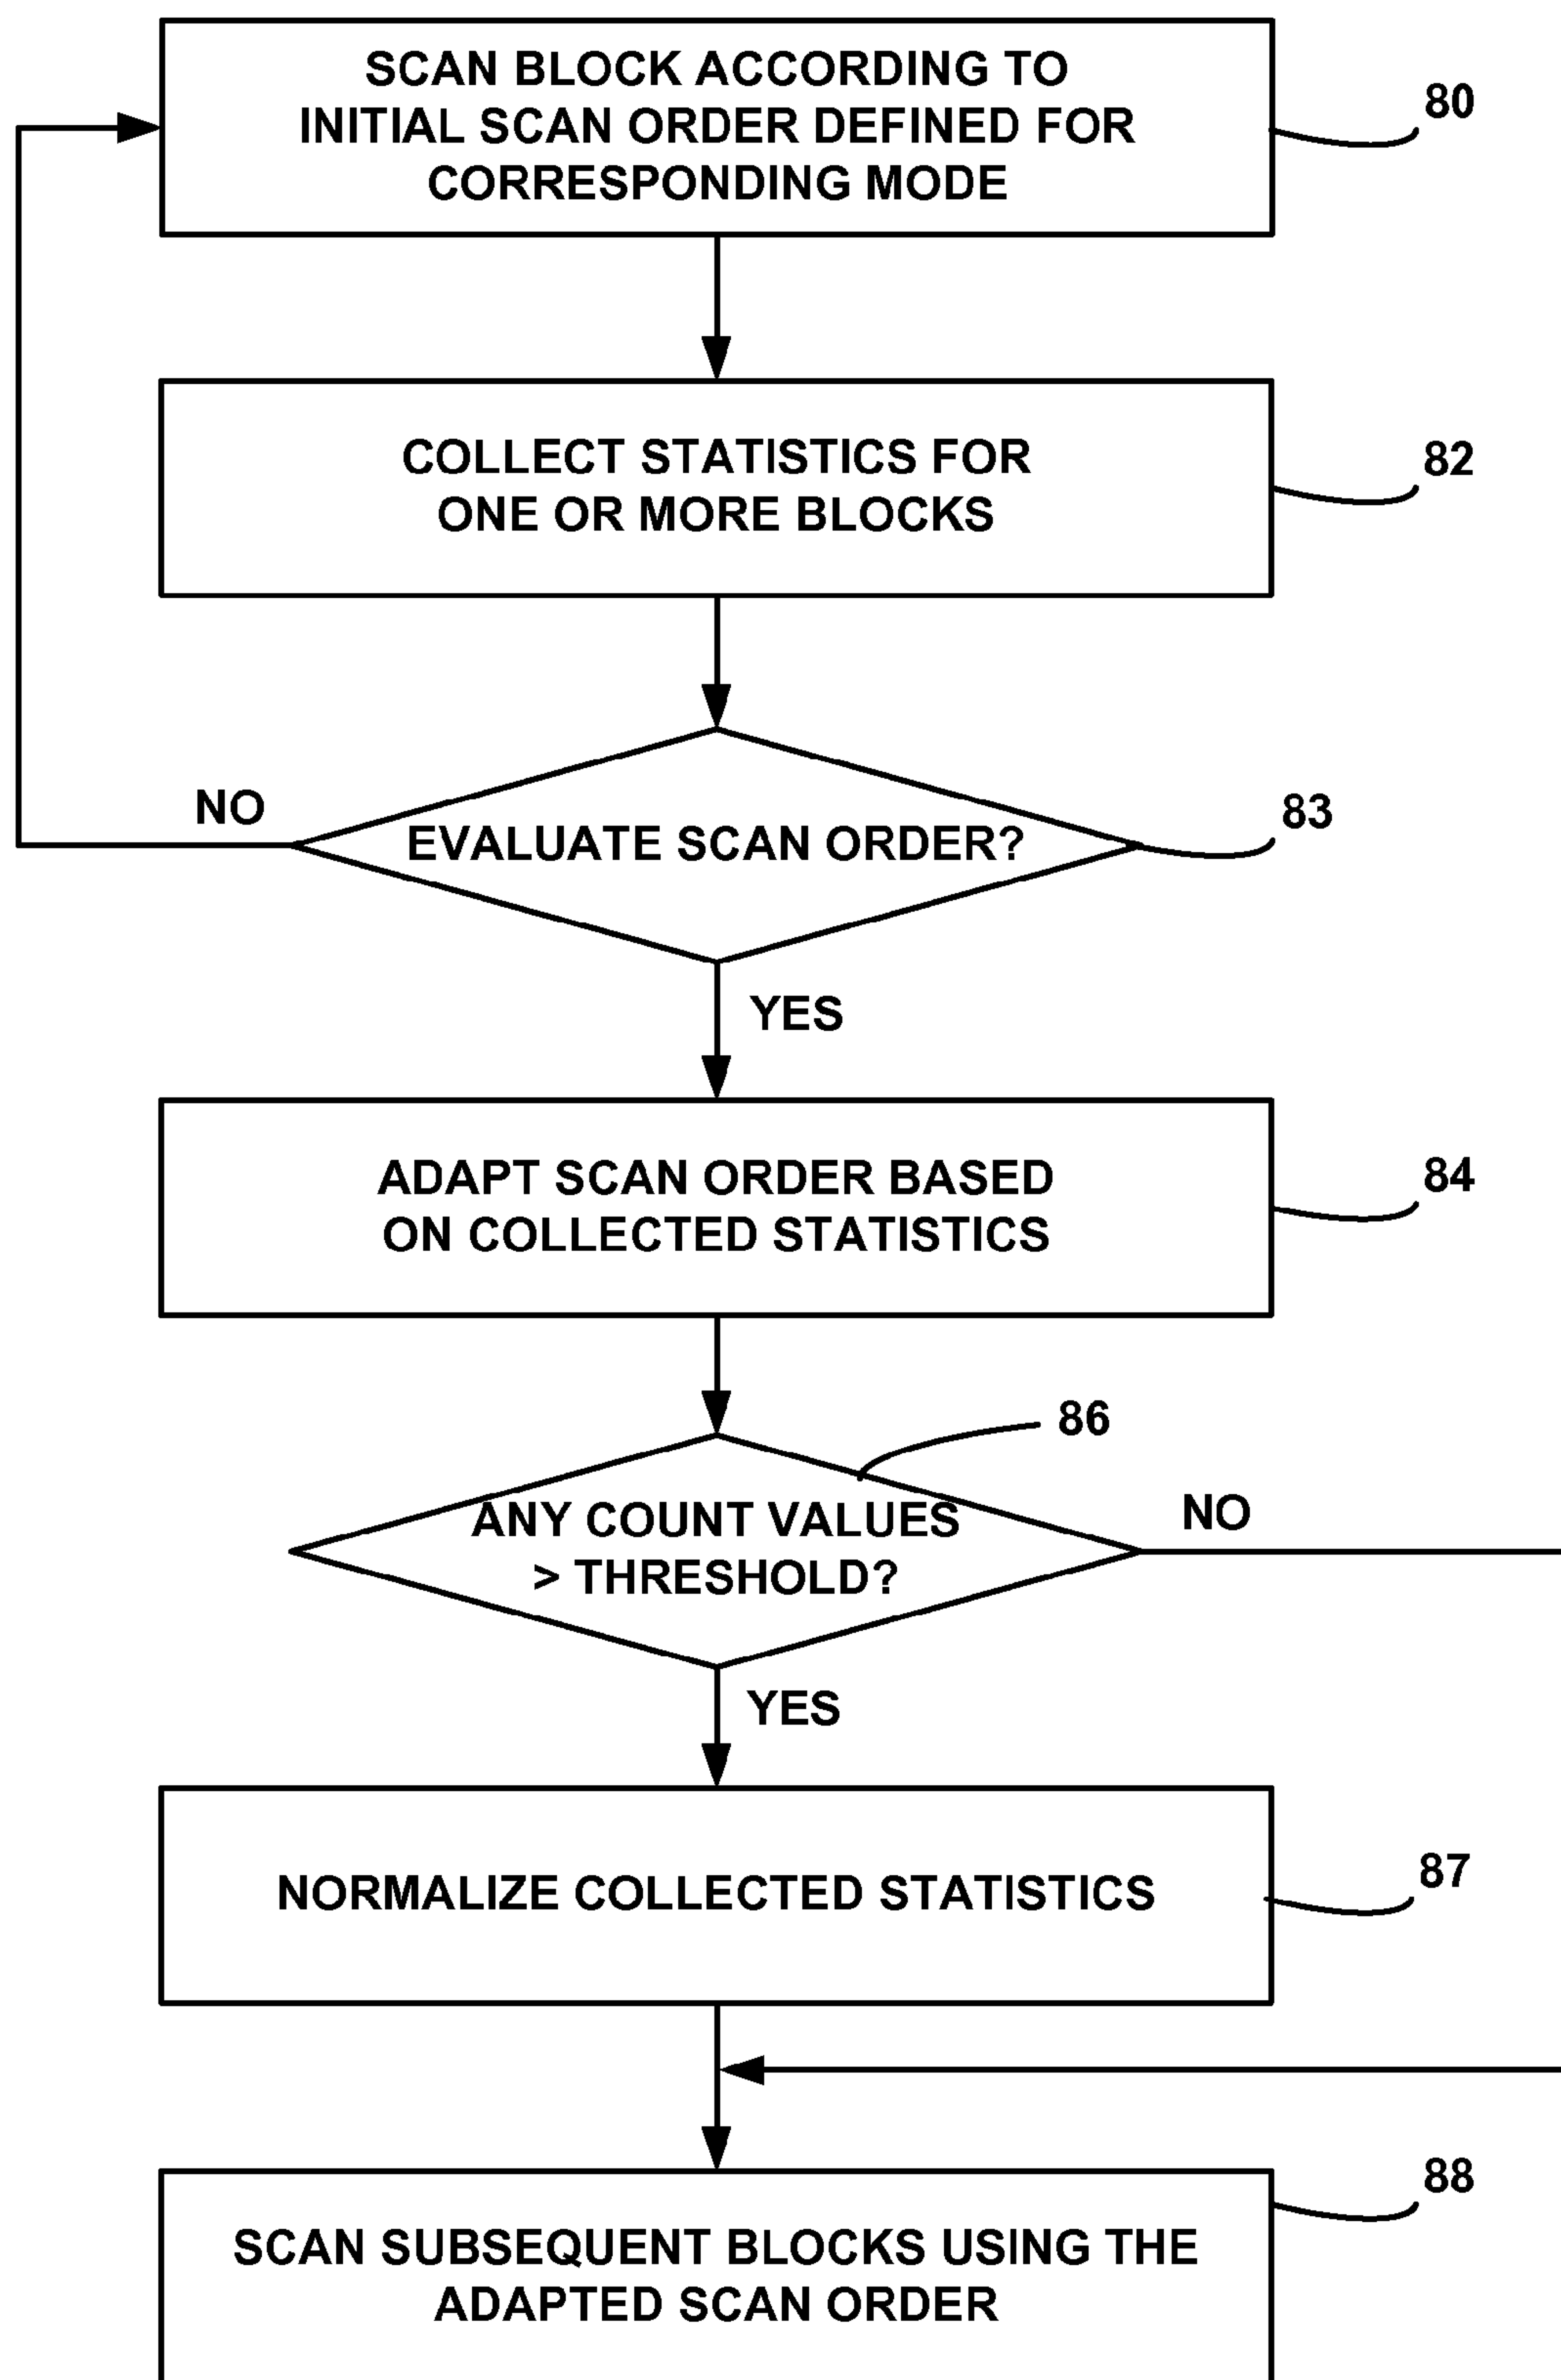 SCAN BLOCK ACCORDING TO
INITIAL SCAN ORDER DEFINED FOR
CORRESPONDING MODE
80
COLLECT STATISTICS FOR
ONE OR MORE BLOCKS
82
NO
EVALUATE SCAN ORDER?
83
YES
ADAPT SCAN ORDER BASED
ON COLLECTED STATISTICS
84
86
ANY COUNT VALUES
> THRESHOLD?
NO
YES
NORMALIZE COLLECTED STATISTICS
87
88
SCAN SUBSEQUENT BLOCKS USING THE
ADAPTED SCAN ORDER